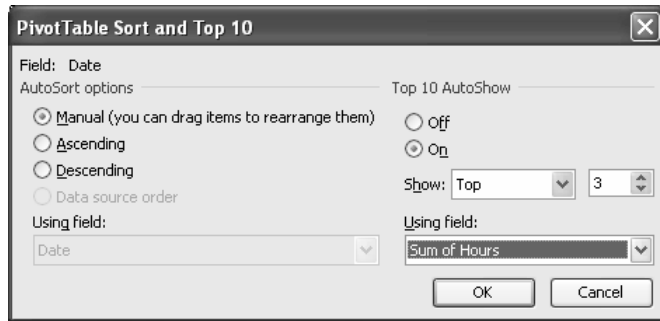 PivotTable Sort and Top 10
Field: Date
AutoSort options
Manual (you can drag items to rearrange them)
Ascending
Descending
Data source order
Using field:
Date
Top 10 AutoShow
Off
On
Show: Top 3
Using field:
Sum of Hours
OK Cancel